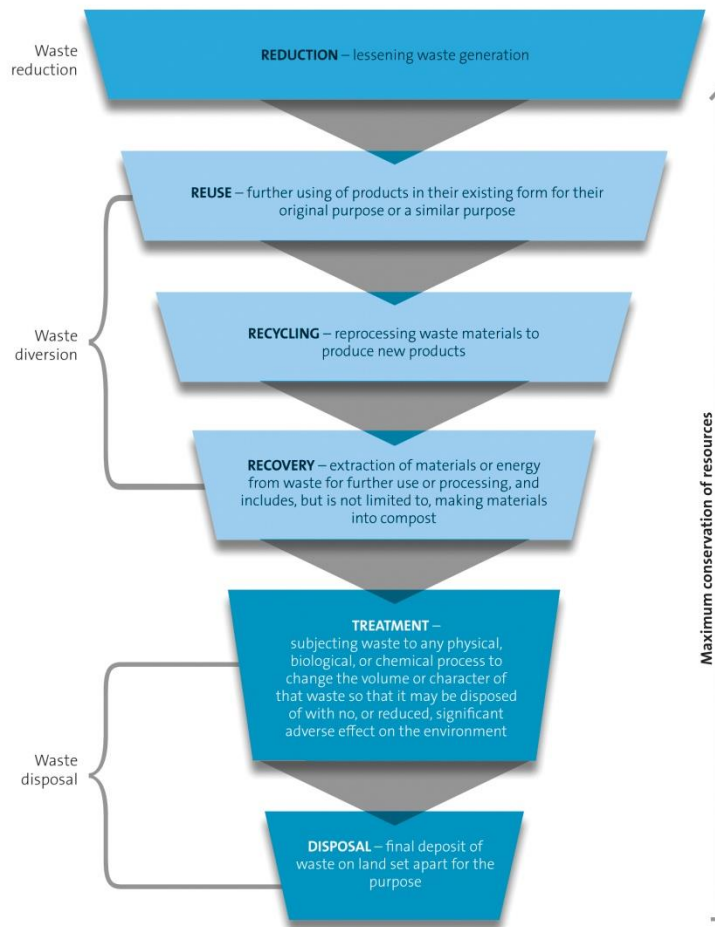 Waste
reduction
REDUCTION – lessening waste generation
REUSE – further using of products in their existing form for their
original purpose or a similar purpose
Waste
diversion
RECYCLING – reprocessing waste materials to
produce new products
RECOVERY – extraction of materials or energy
from waste for further use or processing, and
includes, but is not limited to, making materials
into compost
Waste
disposal
TREATMENT –
subjecting waste to any physical,
biological, or chemical process to
change the volume or character of
that waste so that it may be disposed
of with no, or reduced, significant
adverse effect on the environment
DISPOSAL – final deposit of
waste on land set apart for the
purpose
Maximum conservation of resources